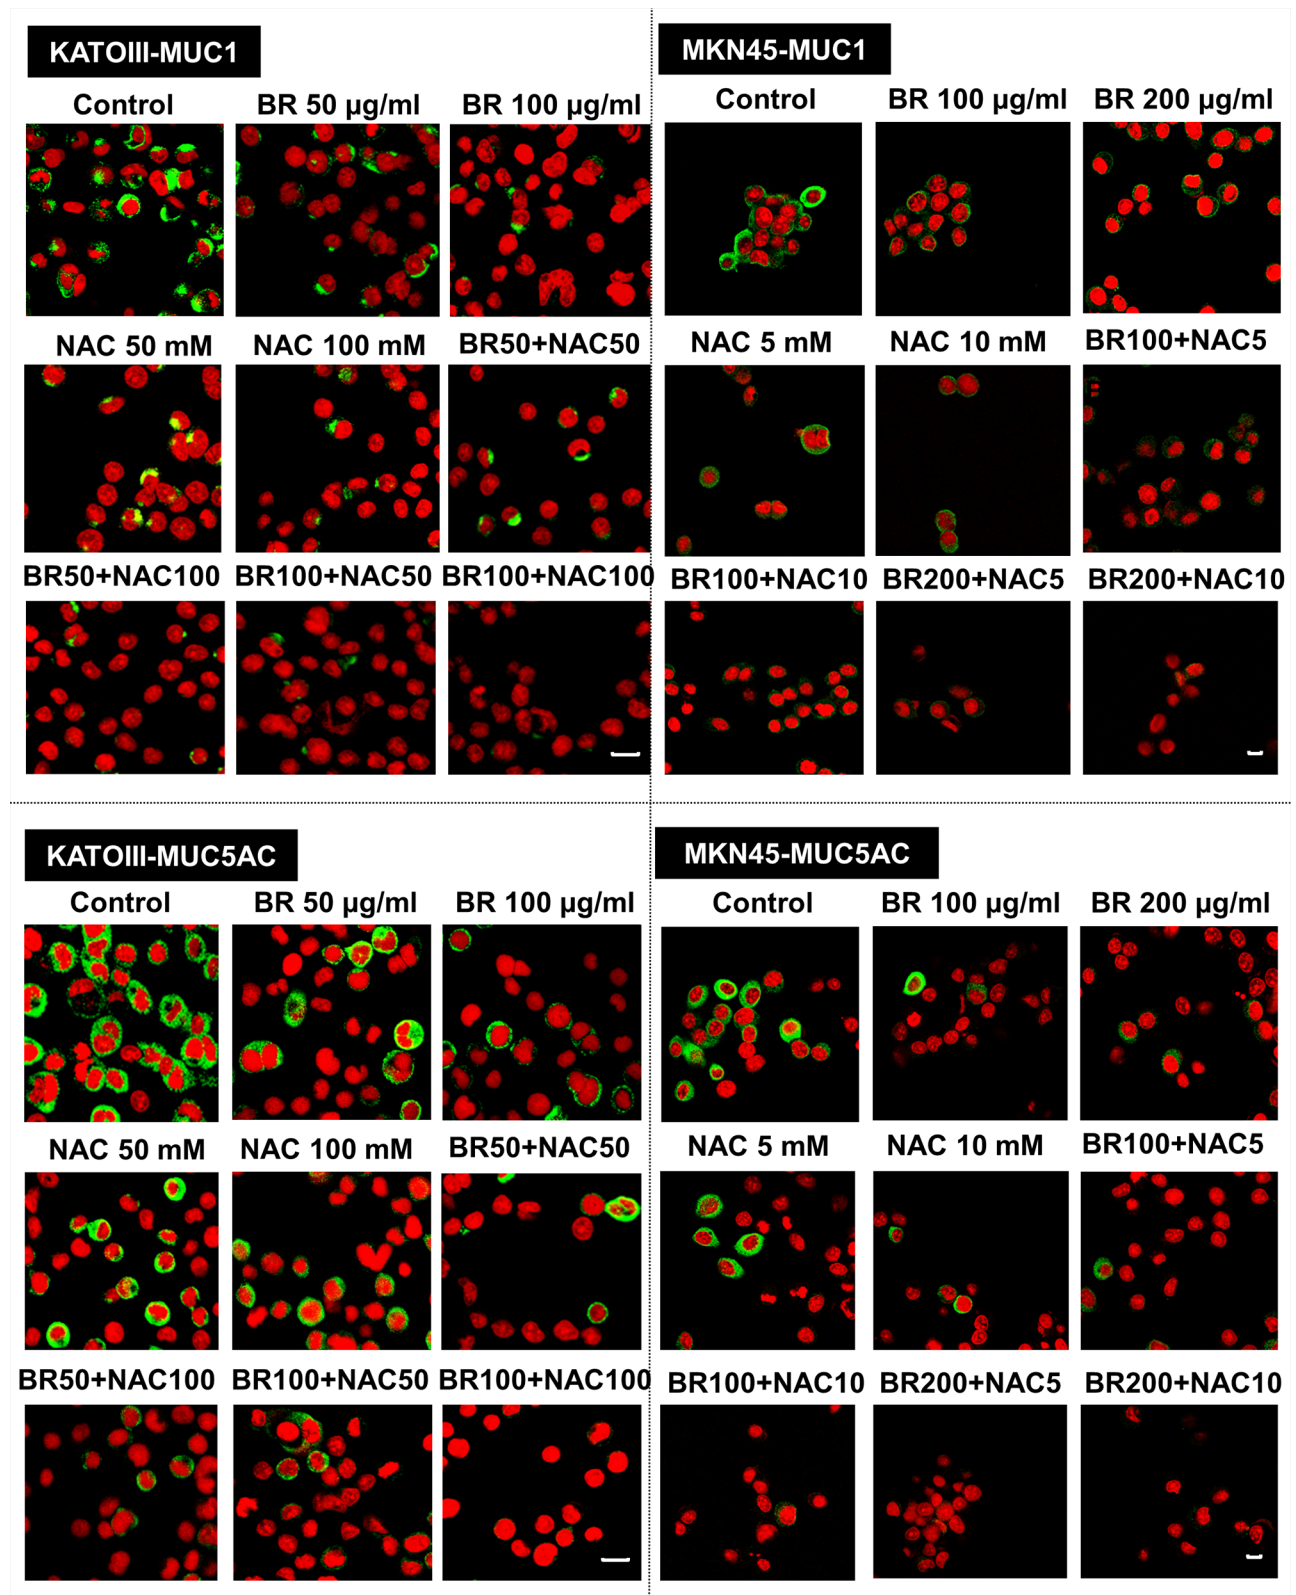 KATOIII-MUC1
Control BR 50 µg/ml BR 100 µg/ml
NAC 50 mM NAC 100 mM BR50+NAC50
BR50+NAC100 BR100+NAC50 BR100+NAC100
MKN45-MUC1
Control BR 100 µg/ml BR 200 µg/ml
NAC 5 mM NAC 10 mM BR100+NAC5
BR100+NAC10 BR200+NAC5 BR200+NAC10
KATOIII-MUC5AC
Control BR 50 µg/ml BR 100 µg/ml
NAC 50 mM NAC 100 mM BR50+NAC50
BR50+NAC100 BR100+NAC50 BR100+NAC100
MKN45-MUC5AC
Control BR 100 µg/ml BR 200 µg/ml
NAC 5 mM NAC 10 mM BR100+NAC5
BR100+NAC10 BR200+NAC5 BR200+NAC10